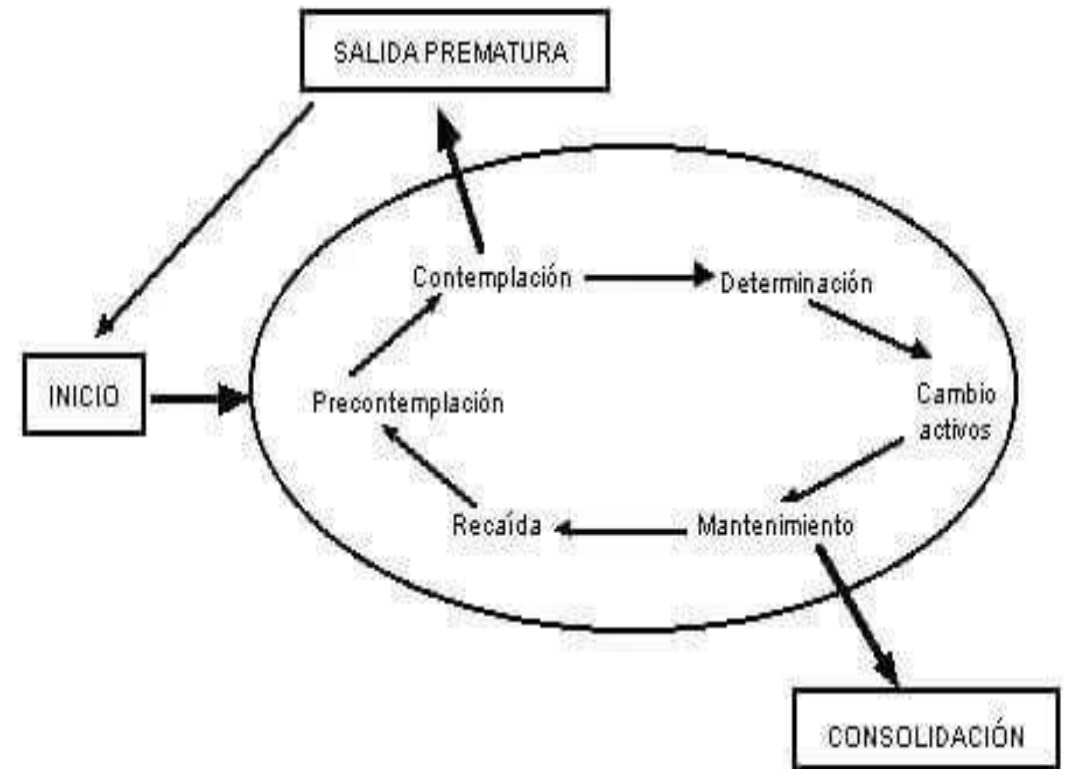 SALIDA PREMATURA
Contemplación
Determinación
INICIO
Precontemplación
Cambio
activos
Recaída
Mantenimiento
CONSOLIDACIÓN